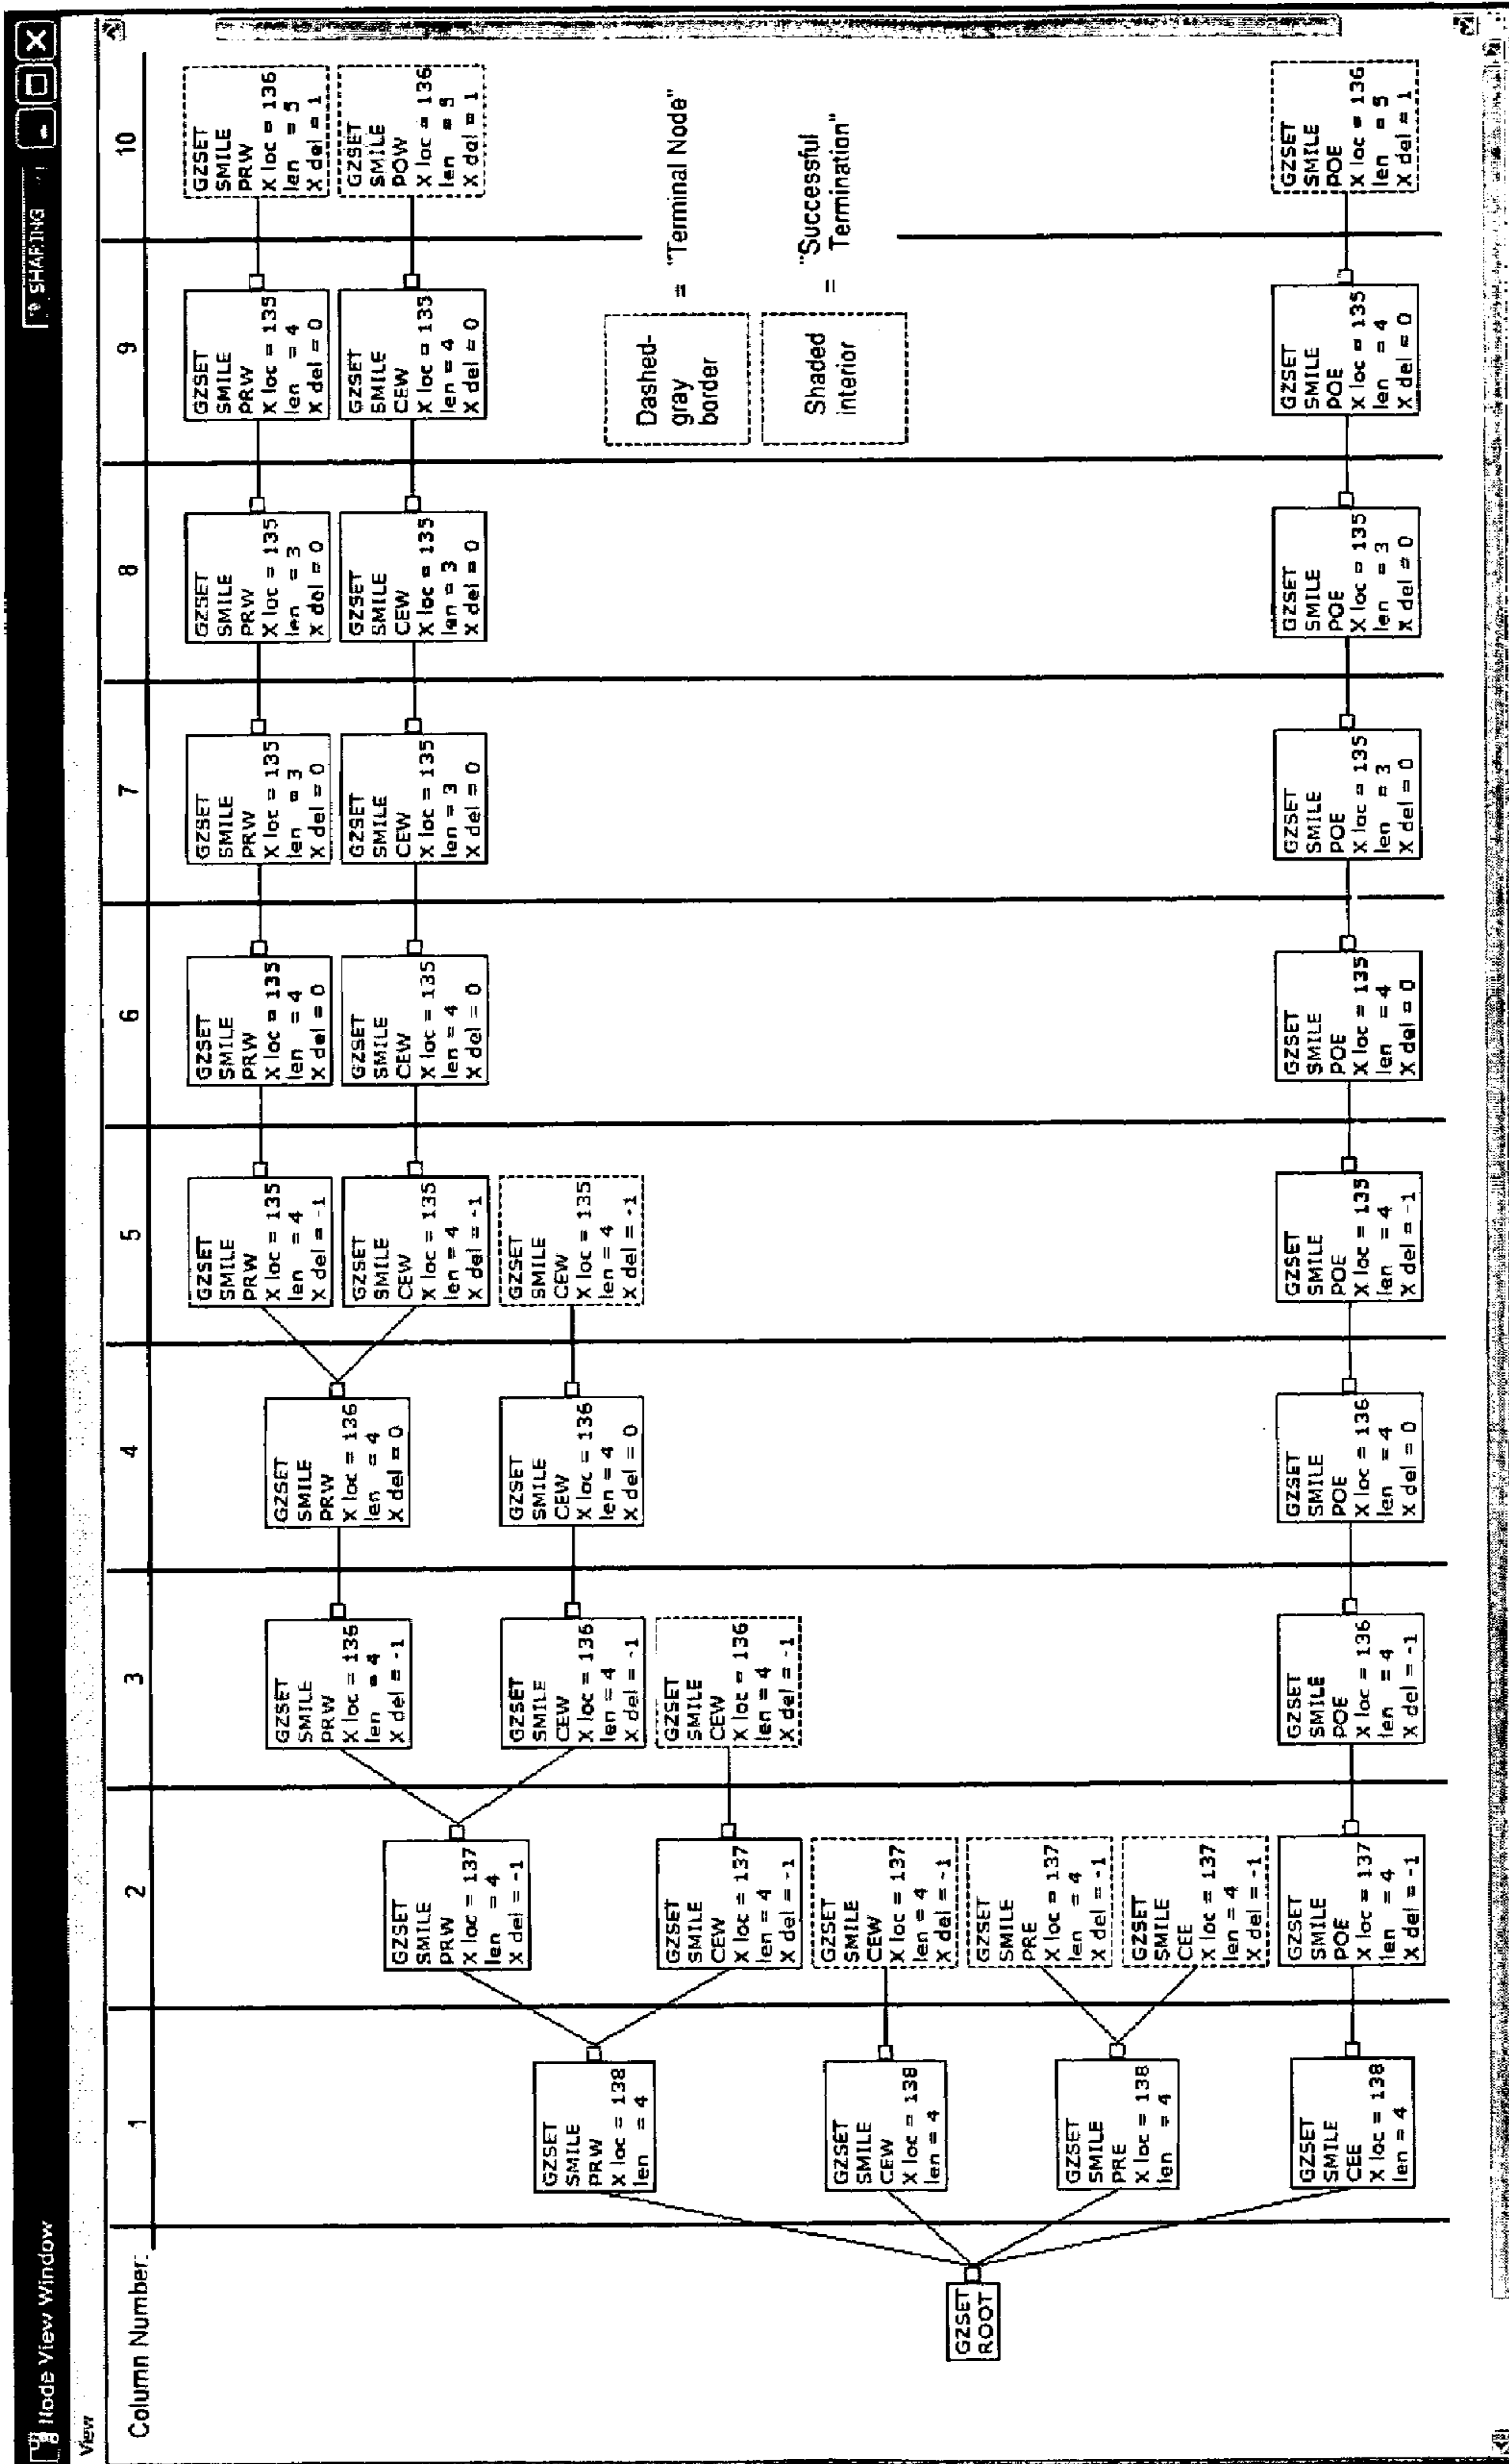 Node View Window
SHARING
View
Column Number: 1 2 3 4 5 6 7 8 9 10
GZSET
ROOT
GZSET
SMILE
PRW
X loc = 138
len = 4
GZSET
SMILE
CEW
X loc = 138
len = 4
GZSET
SMILE
PRE
X loc = 138
len = 4
GZSET
SMILE
CEE
X loc = 138
len = 4
GZSET
SMILE
PRW
X loc = 137
len = 4
X del = -1
GZSET
SMILE
CEW
X loc = 137
len = 4
X del = -1
GZSET
SMILE
CEW
X loc = 137
len = 4
X del = -1
GZSET
SMILE
PRE
X loc = 137
len = 4
X del = -1
GZSET
SMILE
CEE
X loc = 137
len = 4
X del = -1
GZSET
SMILE
POE
X loc = 137
len = 4
X del = -1
GZSET
SMILE
PRW
X loc = 136
len = 4
X del = -1
GZSET
SMILE
CEW
X loc = 136
len = 4
X del = -1
GZSET
SMILE
CEW
X loc = 136
len = 4
X del = -1
GZSET
SMILE
POE
X loc = 136
len = 4
X del = -1
GZSET
SMILE
PRW
X loc = 136
len = 4
X del = 0
GZSET
SMILE
CEW
X loc = 136
len = 4
X del = 0
GZSET
SMILE
POE
X loc = 136
len = 4
X del = 0
GZSET
SMILE
PRW
X loc = 135
len = 4
X del = -1
GZSET
SMILE
CEW
X loc = 135
len = 4
X del = -1
GZSET
SMILE
CEW
X loc = 135
len = 4
X del = -1
GZSET
SMILE
POE
X loc = 135
len = 4
X del = -1
GZSET
SMILE
PRW
X loc = 135
len = 4
X del = 0
GZSET
SMILE
CEW
X loc = 135
len = 4
X del = 0
GZSET
SMILE
POE
X loc = 135
len = 4
X del = 0
GZSET
SMILE
PRW
X loc = 135
len = 3
X del = 0
GZSET
SMILE
CEW
X loc = 135
len = 3
X del = 0
GZSET
SMILE
POE
X loc = 135
len = 3
X del = 0
GZSET
SMILE
PRW
X loc = 135
len = 3
X del = 0
GZSET
SMILE
CEW
X loc = 135
len = 3
X del = 0
GZSET
SMILE
POE
X loc = 135
len = 3
X del = 0
GZSET
SMILE
PRW
X loc = 135
len = 4
X del = 0
GZSET
SMILE
CEW
X loc = 135
len = 4
X del = 0
Dashed-
gray
border
= "Terminal Node"
Shaded
interior
= "Successful
Termination"
GZSET
SMILE
POE
X loc = 135
len = 4
X del = 0
GZSET
SMILE
PRW
X loc = 136
len = 5
X del = 1
GZSET
SMILE
POW
X loc = 136
len = 5
X del = 1
GZSET
SMILE
POE
X loc = 136
len = 5
X del = 1